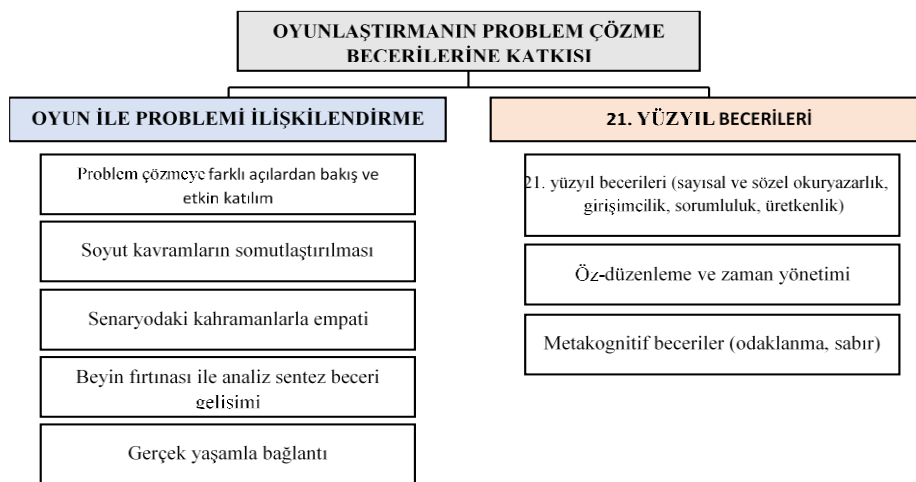 OYUNLAŞTIRMANIN PROBLEM ÇÖZME
BECERİLERİNE KATKISI
OYUN İLE PROBLEMİ İLİŞKİLENDİRME
Problem çözmeye farklı açılardan bakış ve
etkin katılım
Soyut kavramların somutlaştırılması
Senaryodaki kahramanlarla empati
Beyin fırtınası ile analiz sentez beceri
gelişimi
Gerçek yaşamla bağlantı
21. YÜZYIL BECERİLERİ
21. yüzyıl becerileri (sayısal ve sözel okuryazarlık,
girişimcilik, sorumluluk, üretkenlik)
Öz-düzenleme ve zaman yönetimi
Metakognitif beceriler (odaklanma, sabır)